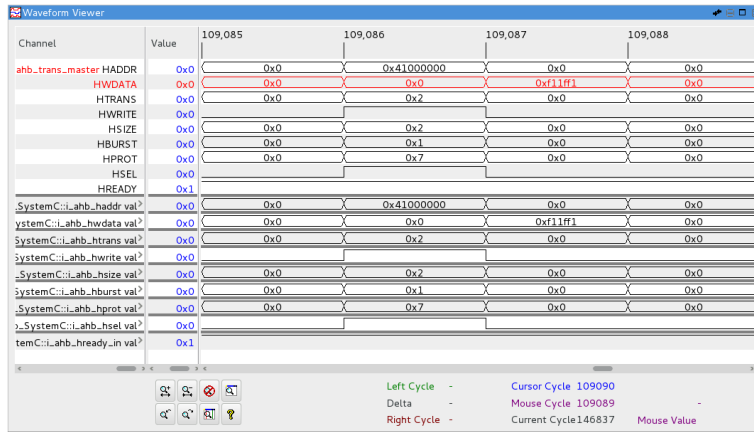 Waveform Viewer
Channel Value 109,085 109,086 109,087 109,088
ahb_trans_master HADDR 0x0 0x0 0x41000000 0x0 0x0
HWDATA 0x0 0x0 0x0 0xf11ff1 0x0
HTRANS 0x0 0x0 0x2 0x0 0x0
HWRITE 0x0
HSIZE 0x0 0x0 0x2 0x0 0x0
HBURST 0x0 0x0 0x1 0x0 0x0
HPROT 0x0 0x0 0x7 0x0 0x0
HSEL 0x0
HREADY 0x1
_SystemC::i_ahb_haddr val 0x0 0x0 0x41000000 0x0 0x0
ystemC::i_ahb_hwdata val 0x0 0x0 0x0 0xf11ff1 0x0
SystemC::i_ahb_htrans val 0x0 0x0 0x2 0x0 0x0
SystemC::i_ahb_hwrite val 0x0
_SystemC::i_ahb_hsize val 0x0 0x0 0x2 0x0 0x0
SystemC::i_ahb_hburst val 0x0 0x0 0x1 0x0 0x0
_SystemC::i_ahb_hprot val 0x0 0x0 0x7 0x0 0x0
_SystemC::i_ahb_hsel val 0x0
temC::i_ahb_hready_in val 0x1
Left Cycle - Cursor Cycle 109090
Delta - Mouse Cycle 109089 -
Right Cycle - Current Cycle146837 Mouse Value